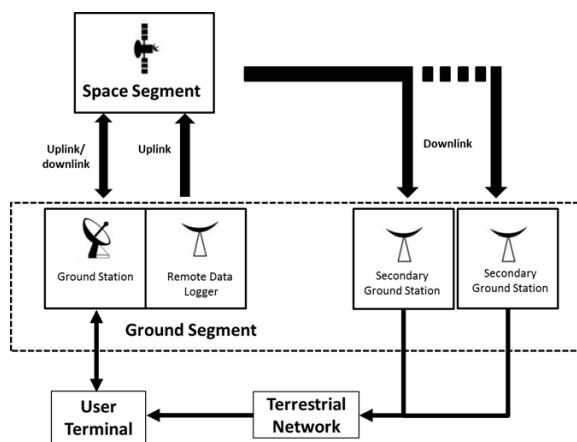 Space Segment
Uplink/
downlink
Uplink
Downlink
Ground Station
Remote Data
Logger
Secondary
Ground Station
Secondary
Ground Station
Ground Segment
User
Terminal
Terrestrial
Network